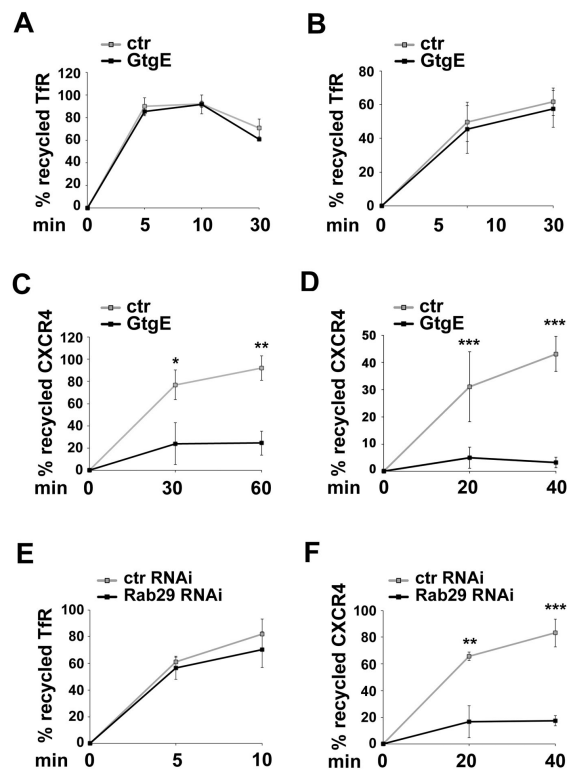 A
ctr
GtgE
% recycled TfR
120
100
80
60
40
20
0
min 0 5 10 30
B
ctr
GtgE
% recycled TfR
80
60
40
20
0
min 0 5 10 30
C
ctr
GtgE
% recycled CXCR4
120
100
80
60
40
20
0
* **
min 0 30 60
D
ctr
GtgE
% recycled CXCR4
50
40
30
20
10
0
*** ***
min 0 20 40
E
ctr RNAi
Rab29 RNAi
% recycled TfR
100
80
60
40
20
0
min 0 5 10
F
ctr RNAi
Rab29 RNAi
% recycled CXCR4
100
80
60
40
20
0
** ***
min 0 20 40